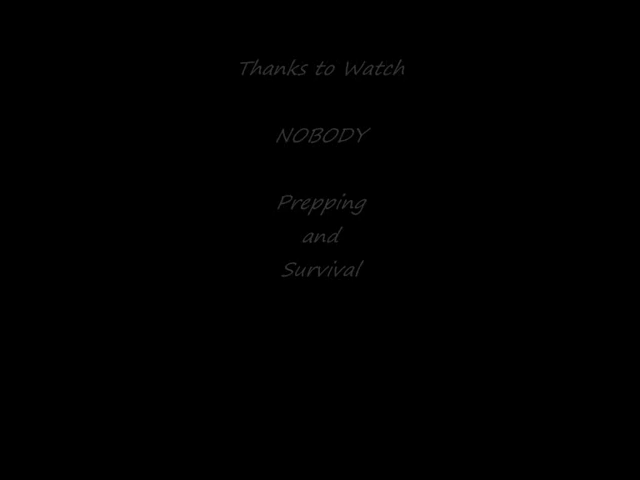 Thanks to Watch
NOBODY
Prepping
and
Survival